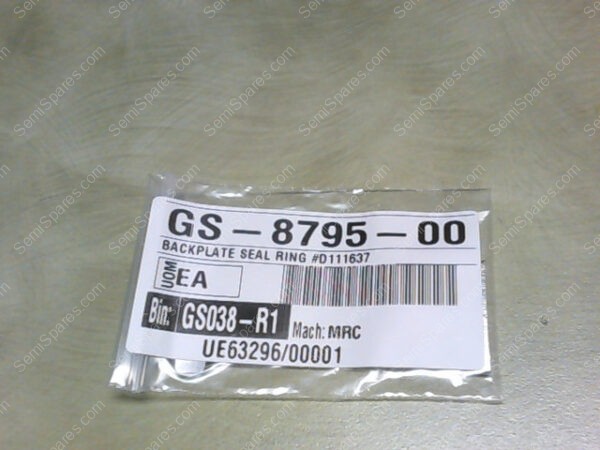 GS-8795-00
BACKPLATE SEAL RING #D111637
UOM EA
Bin: GS038-R1 Mach: MRC
UE63296/00001
SemiSpares.com